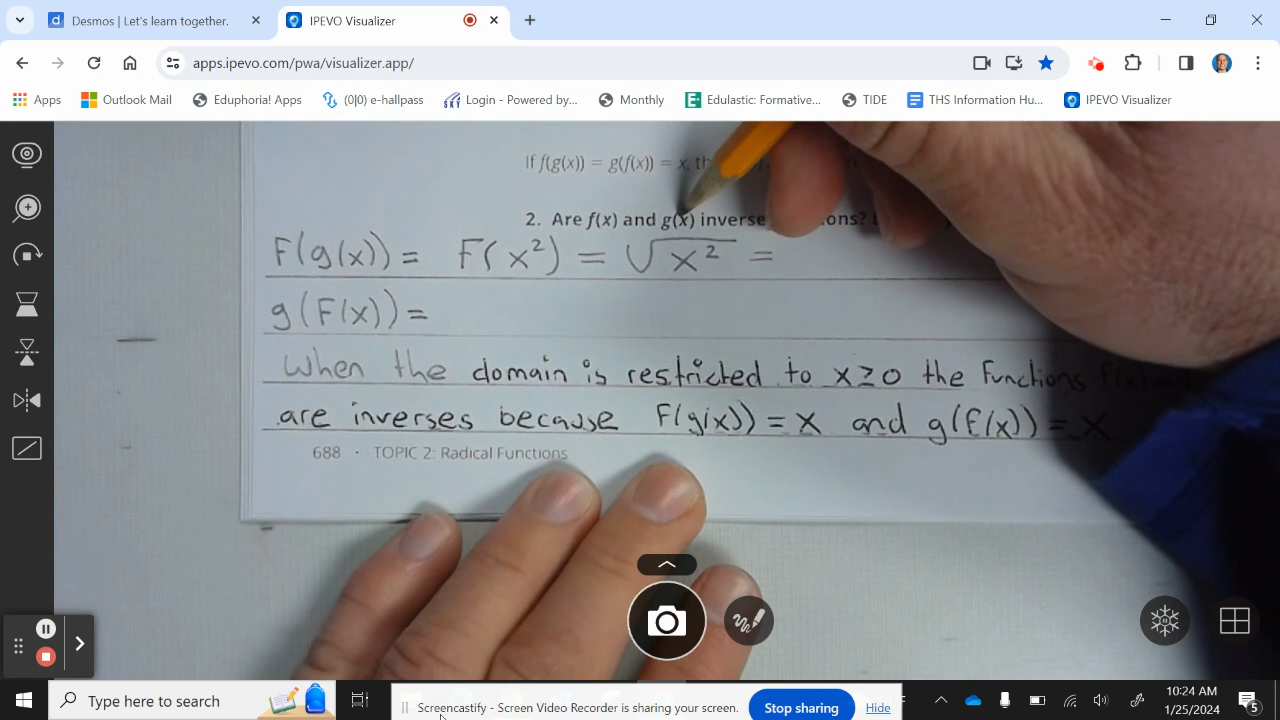 Desmos | Let's learn together.
IPEVO Visualizer
apps.ipevo.com/pwa/visualizer.app/
Apps
Outlook Mail
eduphoria! Apps
(0|0) e-hallpass
Login - Powered by...
Monthly
Edulastic: Formative...
TIDE
THS Information Hu...
IPEVO Visualizer
If f(g(x)) = g(f(x)) = x,
2. Are f(x) and g(x) inverse
F(g(x)) = F(x²) = √x² =
g(F(x)) =
When the domain is restricted to x≥0 the functions
are inverses because F(g(x)) = x and g(F(x)) = x
688 · TOPIC 2: Radical Functions
Type here to search
Screencastify - Screen Video Recorder is sharing your screen.
Stop sharing
Hide
10:24 AM
1/25/2024
5